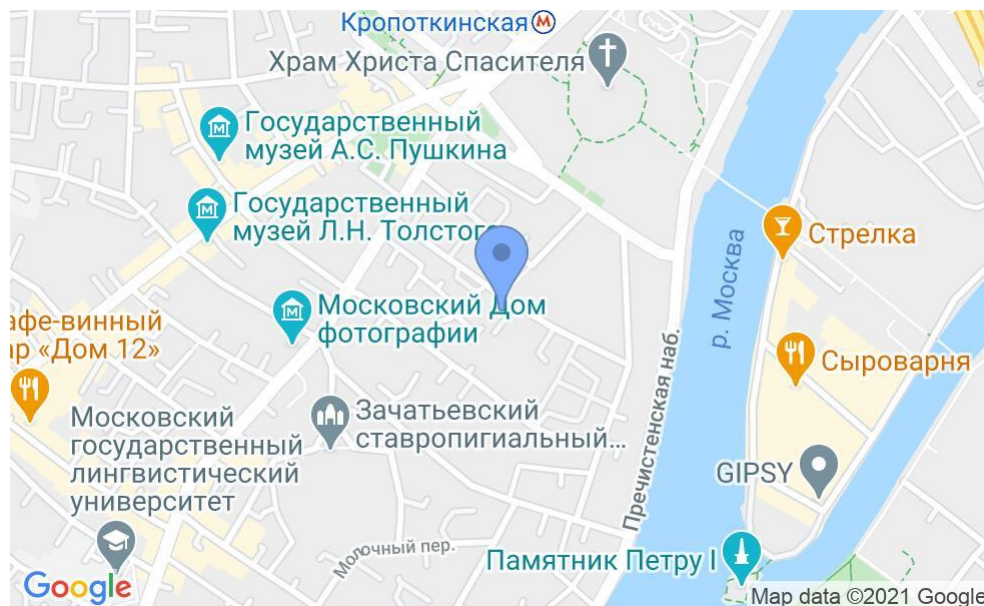 Кропоткинская
М
Храм Христа Спасителя
Государственный
музей А.С. Пушкина
Государственный
музей Л.Н. Толстого
Стрелка
р. Москва
Московский Дом
фотографии
афе-винный
ар «Дом 12»
Сыроварня
Пречистенская наб.
Зачатьевский
ставропигиальный...
Московский
государственный
лингвистический
университет
GIPSY
Молочный пер.
Памятник Петру I
Google
Map data ©2021 Google